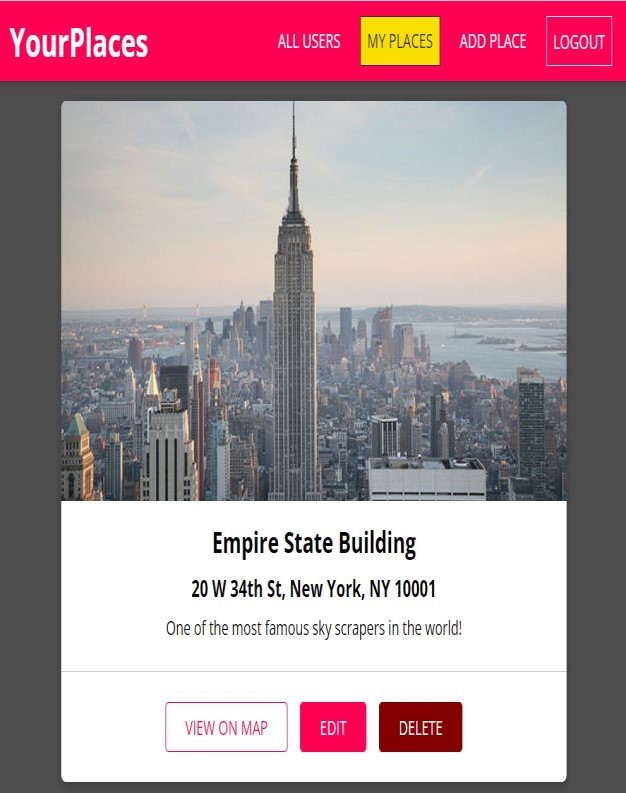 YourPlaces
ALL USERS MY PLACES ADD PLACE LOGOUT
Empire State Building
20 W 34th St, New York, NY 10001
One of the most famous sky scrapers in the world!
VIEW ON MAP EDIT DELETE